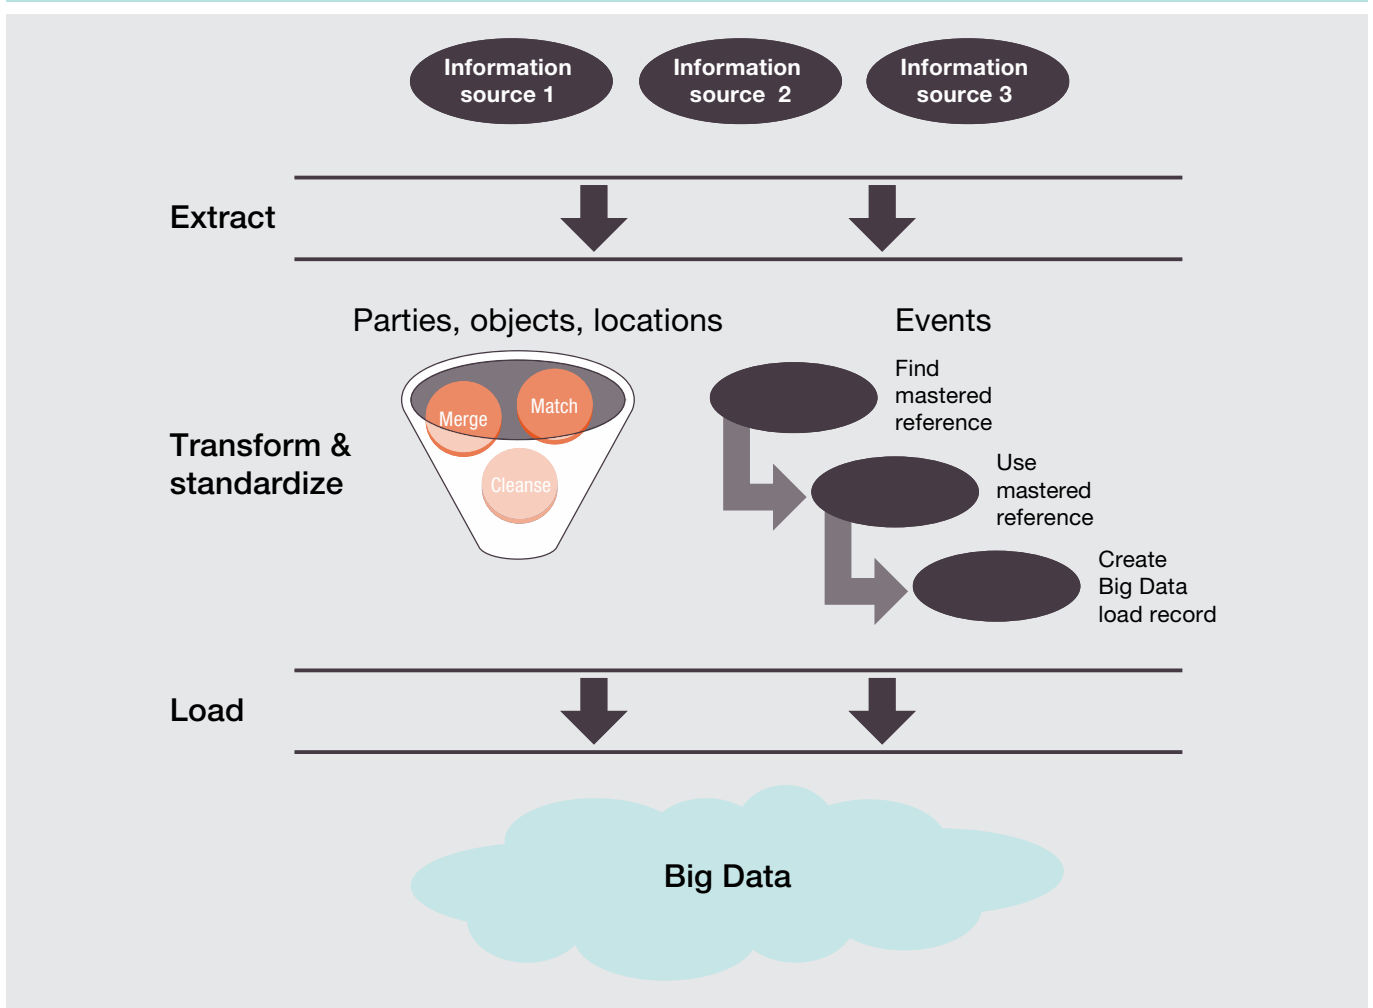 Information
source 1
Information
source 2
Information
source 3
Extract
Parties, objects, locations
Events
Transform &
standardize
Merge
Match
Cleanse
Find
mastered
reference
Use
mastered
reference
Create
Big Data
load record
Load
Big Data